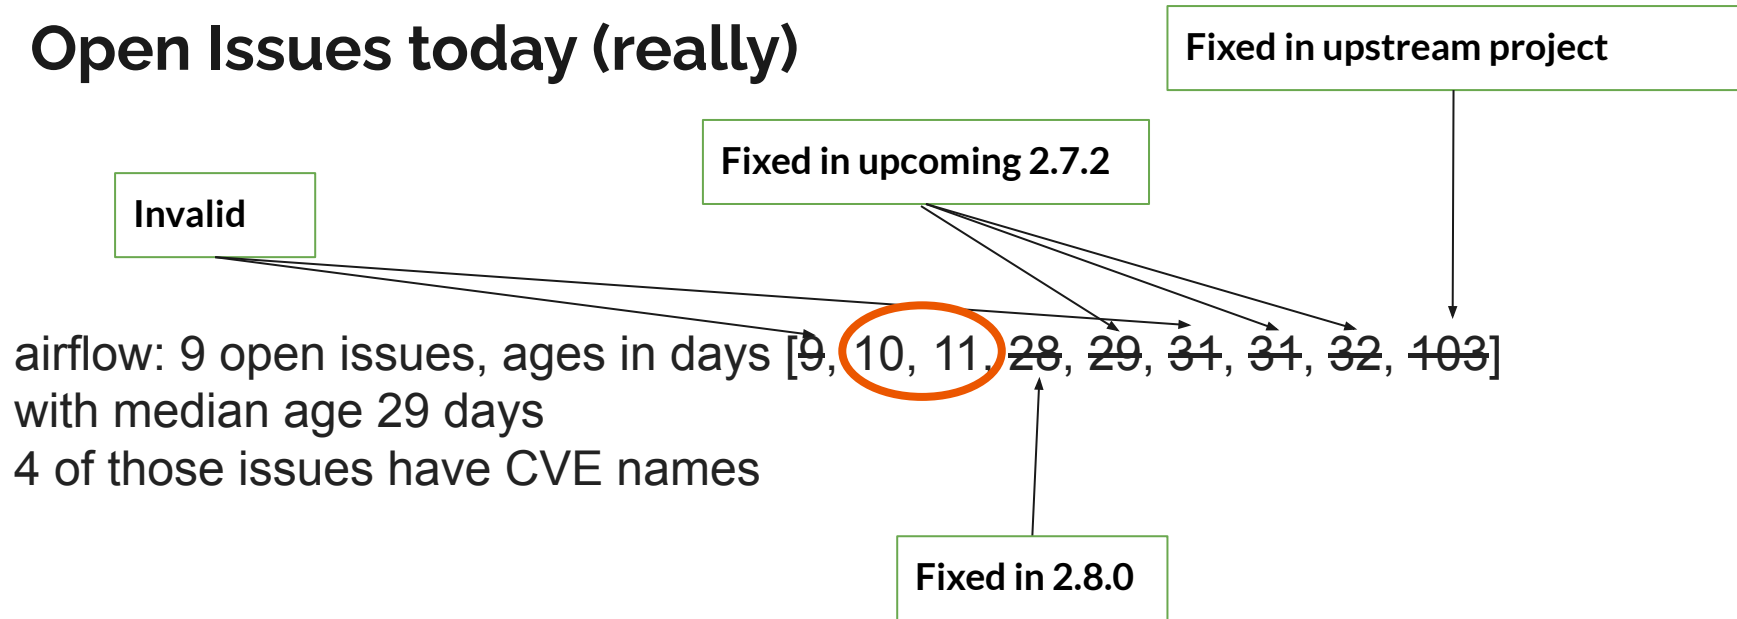 Open Issues today (really)
Fixed in upstream project
Fixed in upcoming 2.7.2
Invalid
airflow: 9 open issues, ages in days [9, 10, 11, 28, 29, 31, 31, 32, 103]
with median age 29 days
4 of those issues have CVE names
Fixed in 2.8.0